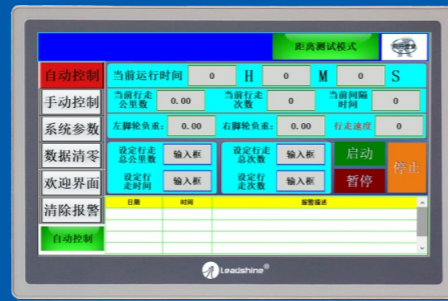 距离测试模式
自动控制
当前运行时间 0 H 0 M 0 S
手动控制
当前行走公里数 0.00 当前行走次数 0 当前间隔时间 0
系统参数
左脚轮负重: 0.00 右脚轮负重: 0.00 行走速度 0
数据清零
设定行走总公里数 输入框 设定行走总次数 输入框 启动 停止
欢迎界面
设定行走时间 输入框 设定行走次数 输入框 暂停
清除报警
日期 时间 报警描述
自动控制
Leadshine®